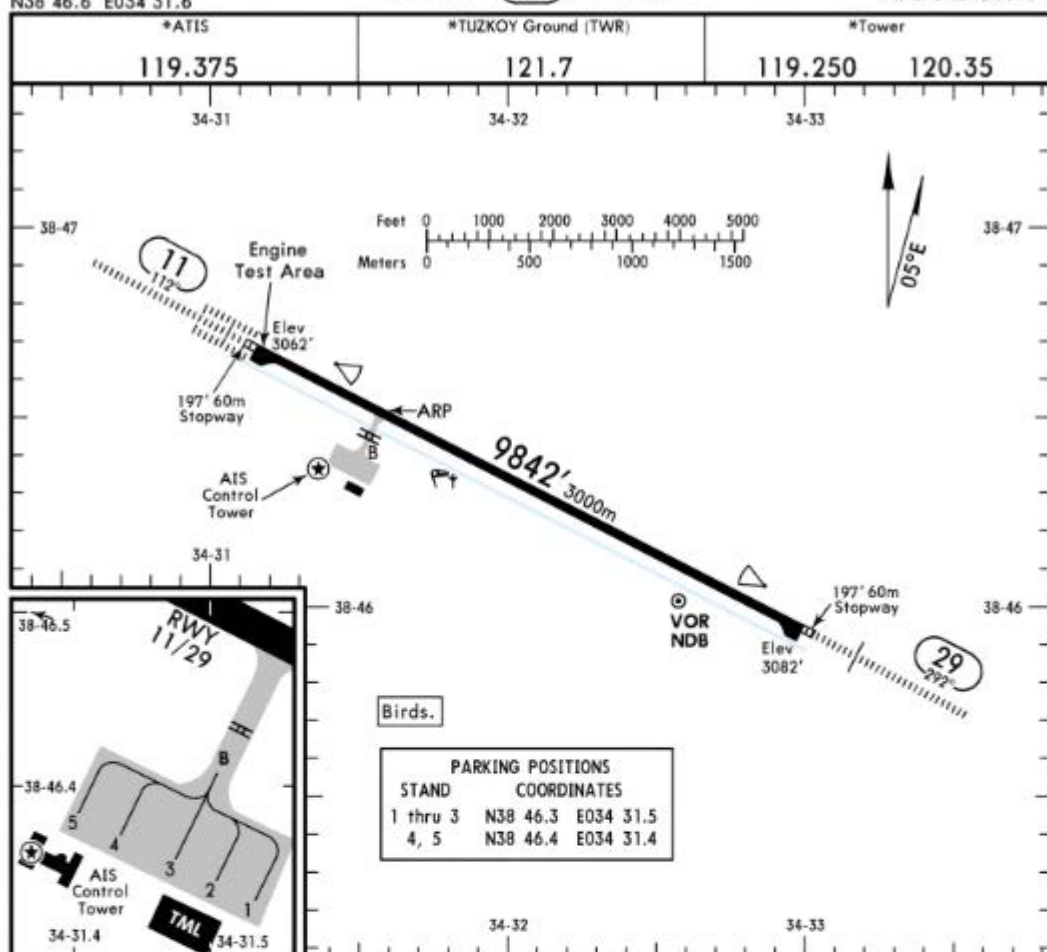 N38 46.6 E034 31.6
*ATIS
119.375
*TUZKOY Ground (TWR)
121.7
*Tower
119.250 120.35
34-31
34-32
34-33
38-47
38-47
Feet 0 1000 2000 3000 4000 5000
Meters 0 500 1000 1500
05°E
11
112°
Engine
Test Area
Elev
3062'
197' 60m
Stopway
ARP
B
AIS
Control
Tower
9842' 3000m
34-31
38-46
38-46
VOR
NDB
197' 60m
Stopway
Elev
3082'
29
292°
Birds.
PARKING POSITIONS
STAND COORDINATES
1 thru 3 N38 46.3 E034 31.5
4, 5 N38 46.4 E034 31.4
38-46.5
RWY
11/29
B
38-46.4
5
4
3
2
1
AIS
Control
Tower
TML
34-31.4
34-31.5
34-32
34-33